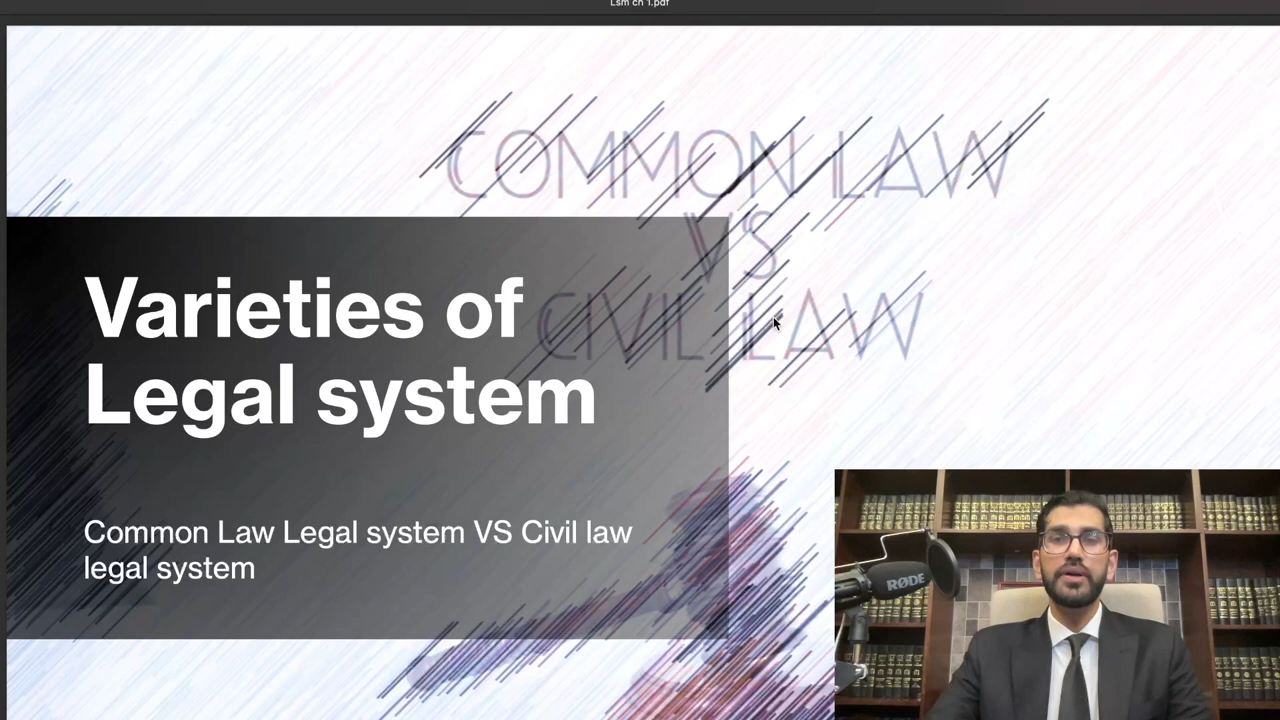 Lsm ch 1.pdf
COMMON LAW
VS
CIVIL LAW
Varieties of
Legal system
Common Law Legal system VS Civil law
legal system
RØDE